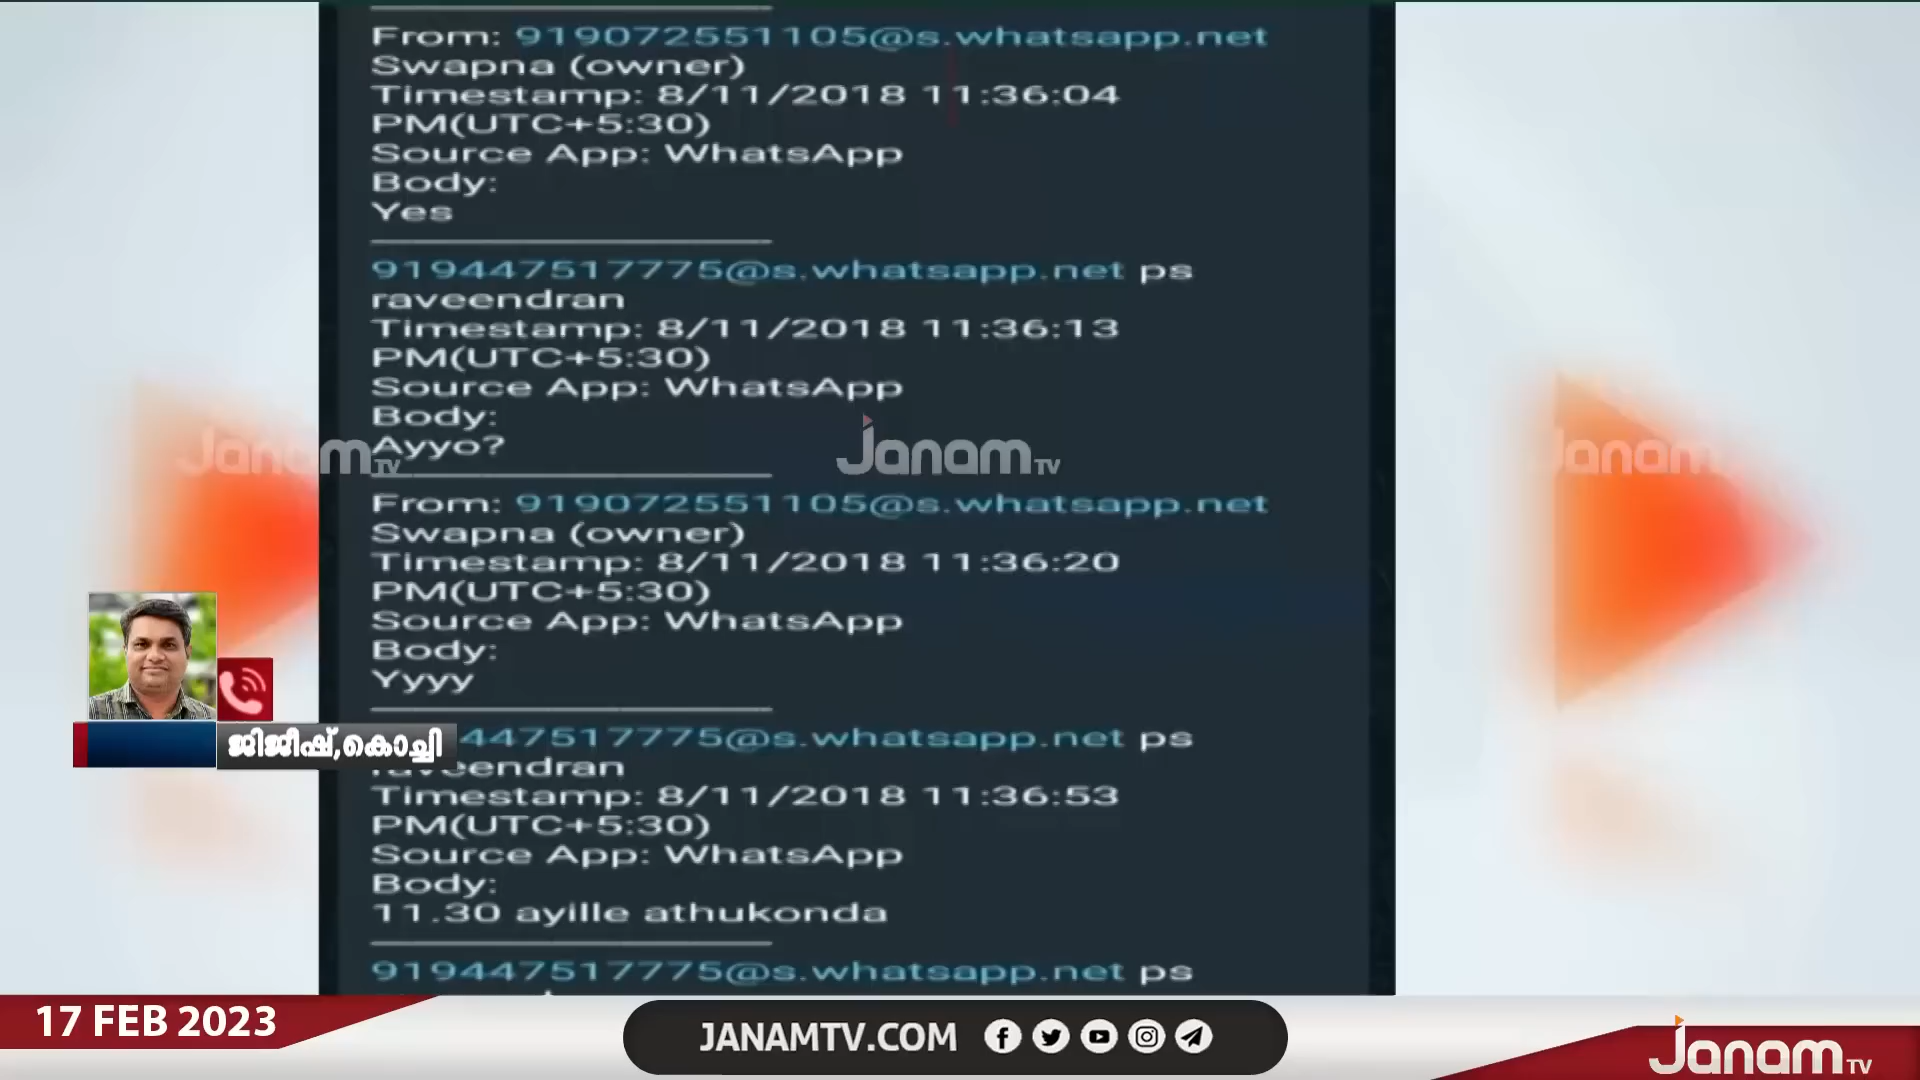 From: 919072551105@s.whatsapp.net
Swapna (owner)
Timestamp: 8/11/2018 11:36:04
PM(UTC+5:30)
Source App: WhatsApp
Body:
Yes
919447517775@s.whatsapp.net ps
raveendran
Timestamp: 8/11/2018 11:36:13
PM(UTC+5:30)
Source App: WhatsApp
Body:
Ayyo?
Janam TV
Janam TV
Janam
From: 919072551105@s.whatsapp.net
Swapna (owner)
Timestamp: 8/11/2018 11:36:20
PM(UTC+5:30)
Source App: WhatsApp
Body:
Yyyy
ജിജീഷ്,കൊച്ചി
447517775@s.whatsapp.net ps
raveendran
Timestamp: 8/11/2018 11:36:53
PM(UTC+5:30)
Source App: WhatsApp
Body:
11.30 ayille athukonda
919447517775@s.whatsapp.net ps
17 FEB 2023
JANAMTV.COM
Janam TV